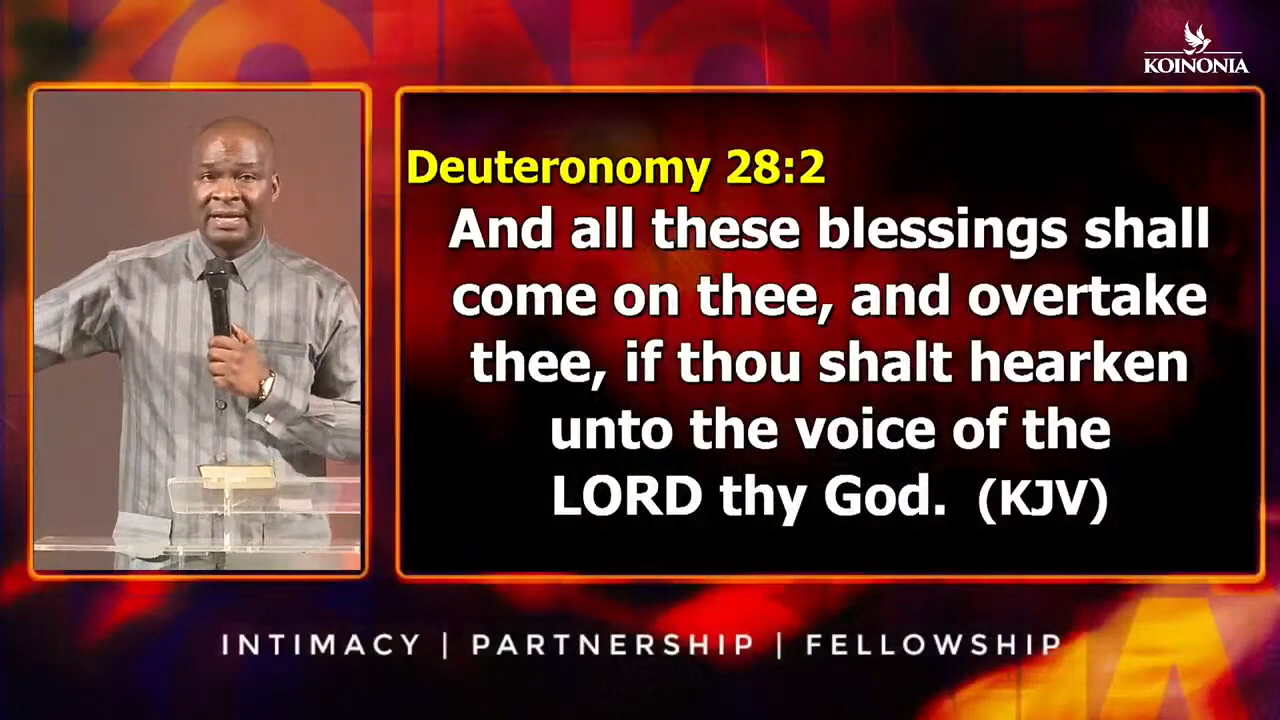 KOINONIA
Deuteronomy 28:2
And all these blessings shall
come on thee, and overtake
thee, if thou shalt hearken
unto the voice of the
LORD thy God.  (KJV)
INTIMACY | PARTNERSHIP | FELLOWSHIP